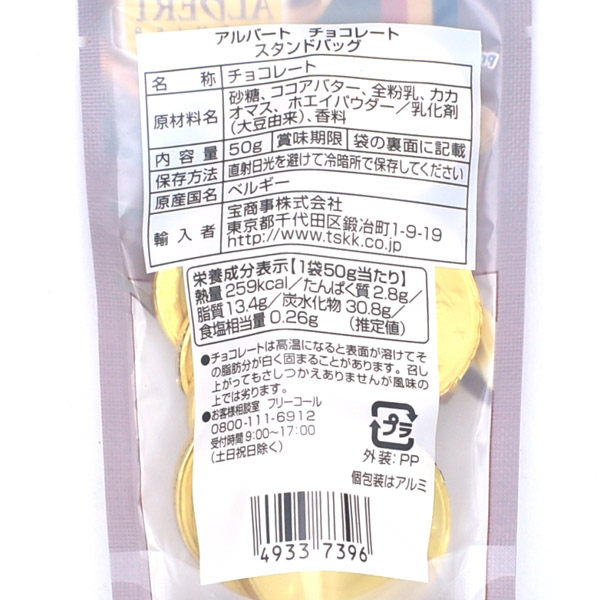 アルバート　チョコレート
スタンドバッグ
名　称　チョコレート
原材料名　砂糖、ココアバター、全粉乳、カカ
オマス、ホエイパウダー／乳化剤
(大豆由来)、香料
内 容 量　50g　賞味期限　袋の裏面に記載
保存方法　直射日光を避けて冷暗所で保存してください
原産国名　ベルギー
輸 入 者　宝商事株式会社
東京都千代田区鍛冶町1-9-19
http://www.tskk.co.jp
栄養成分表示【1袋50g当たり】
熱量 259kcal／たんぱく質 2.8g／
脂質 13.4g／炭水化物 30.8g／
食塩相当量 0.26g　(推定値)
●チョコレートは高温になると表面が溶けてそ
の脂肪分が白く固まることがあります。召し
上がってもさしつかえありませんが風味の
上では劣ります。
●お客様相談室　フリーコール
0800-111-6912
受付時間 9:00～17:00
(土日祝日除く)
プラ
外装：PP
個包装はアルミ
4933 7396